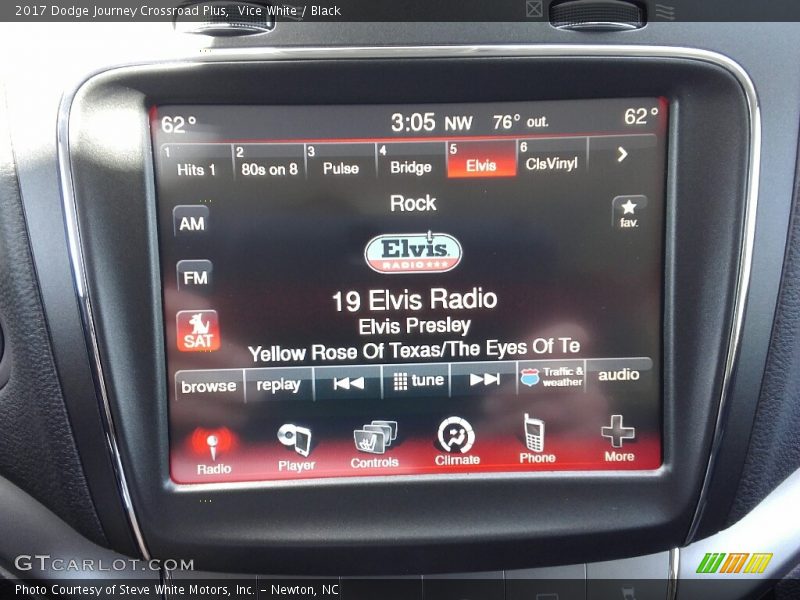 2017 Dodge Journey Crossroad Plus, Vice White / Black
62° 3:05 NW 76° out. 62°
1 Hits 1 2 80s on 8 3 Pulse 4 Bridge 5 Elvis 6 ClsVinyl
Rock
AM
fav.
Elvis
RADIO
FM
19 Elvis Radio
Elvis Presley
SAT
Yellow Rose Of Texas/The Eyes Of Te
browse replay tune Traffic & weather audio
Radio Player Controls Climate Phone More
GTCARLOT.COM
Photo Courtesy of Steve White Motors, Inc. – Newton, NC